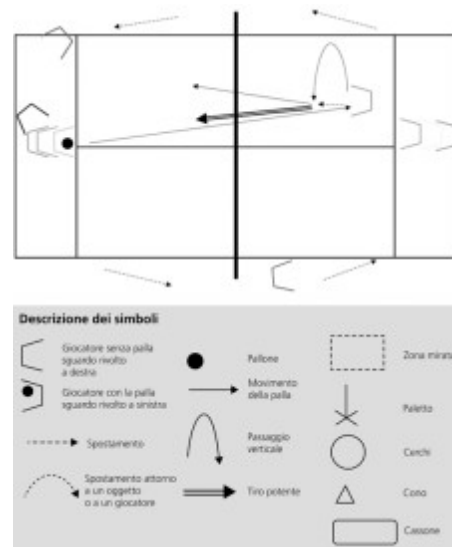 Descrizione dei simboli
Giocatore senza palla
sguardo rivolto
a destra
Giocatore con la palla
sguardo rivolto a sinistra
Spostamento
Spostamento attorno
a un oggetto
o a un giocatore
Pallone
Movimento
della palla
Passaggio
verticale
Tiro potente
Zona mirata
Paletto
Cerchi
Cono
Cassone